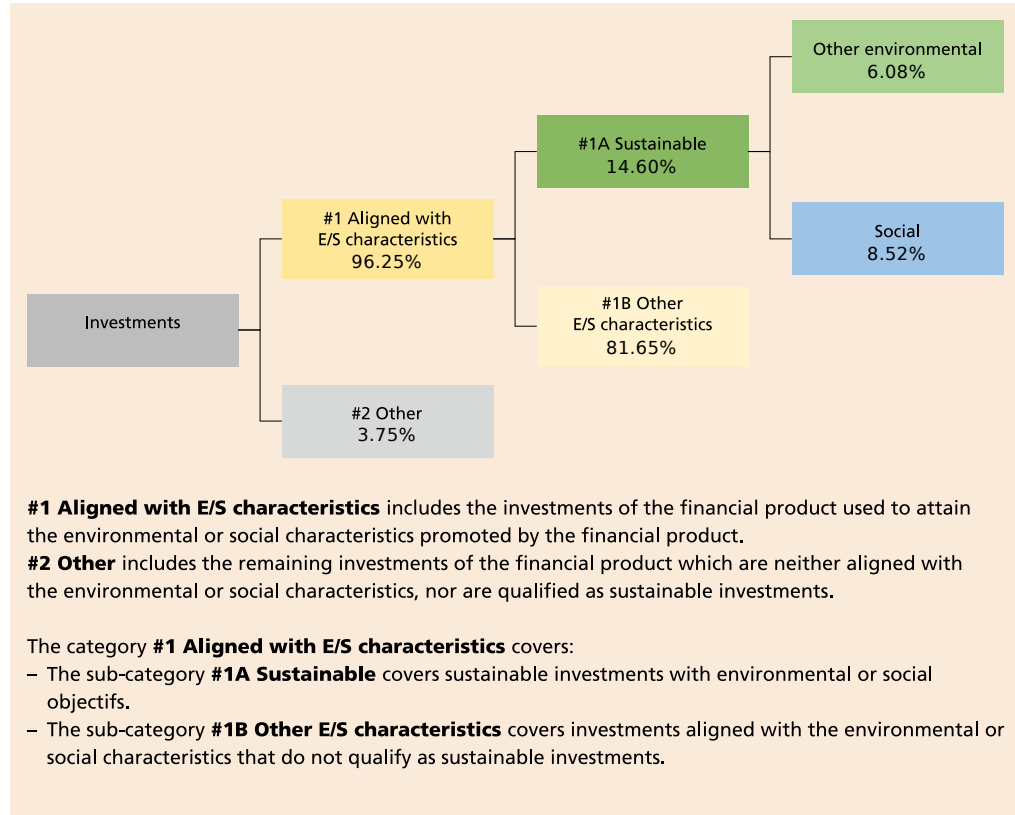 Other environmental
6.08%
#1A Sustainable
14.60%
#1 Aligned with
E/S characteristics
96.25%
Social
8.52%
Investments
#1B Other
E/S characteristics
81.65%
#2 Other
3.75%
#1 Aligned with E/S characteristics includes the investments of the financial product used to attain
the environmental or social characteristics promoted by the financial product.
#2 Other includes the remaining investments of the financial product which are neither aligned with
the environmental or social characteristics, nor are qualified as sustainable investments.
The category #1 Aligned with E/S characteristics covers:
– The sub-category #1A Sustainable covers sustainable investments with environmental or social
objectifs.
– The sub-category #1B Other E/S characteristics covers investments aligned with the environmental or
social characteristics that do not qualify as sustainable investments.